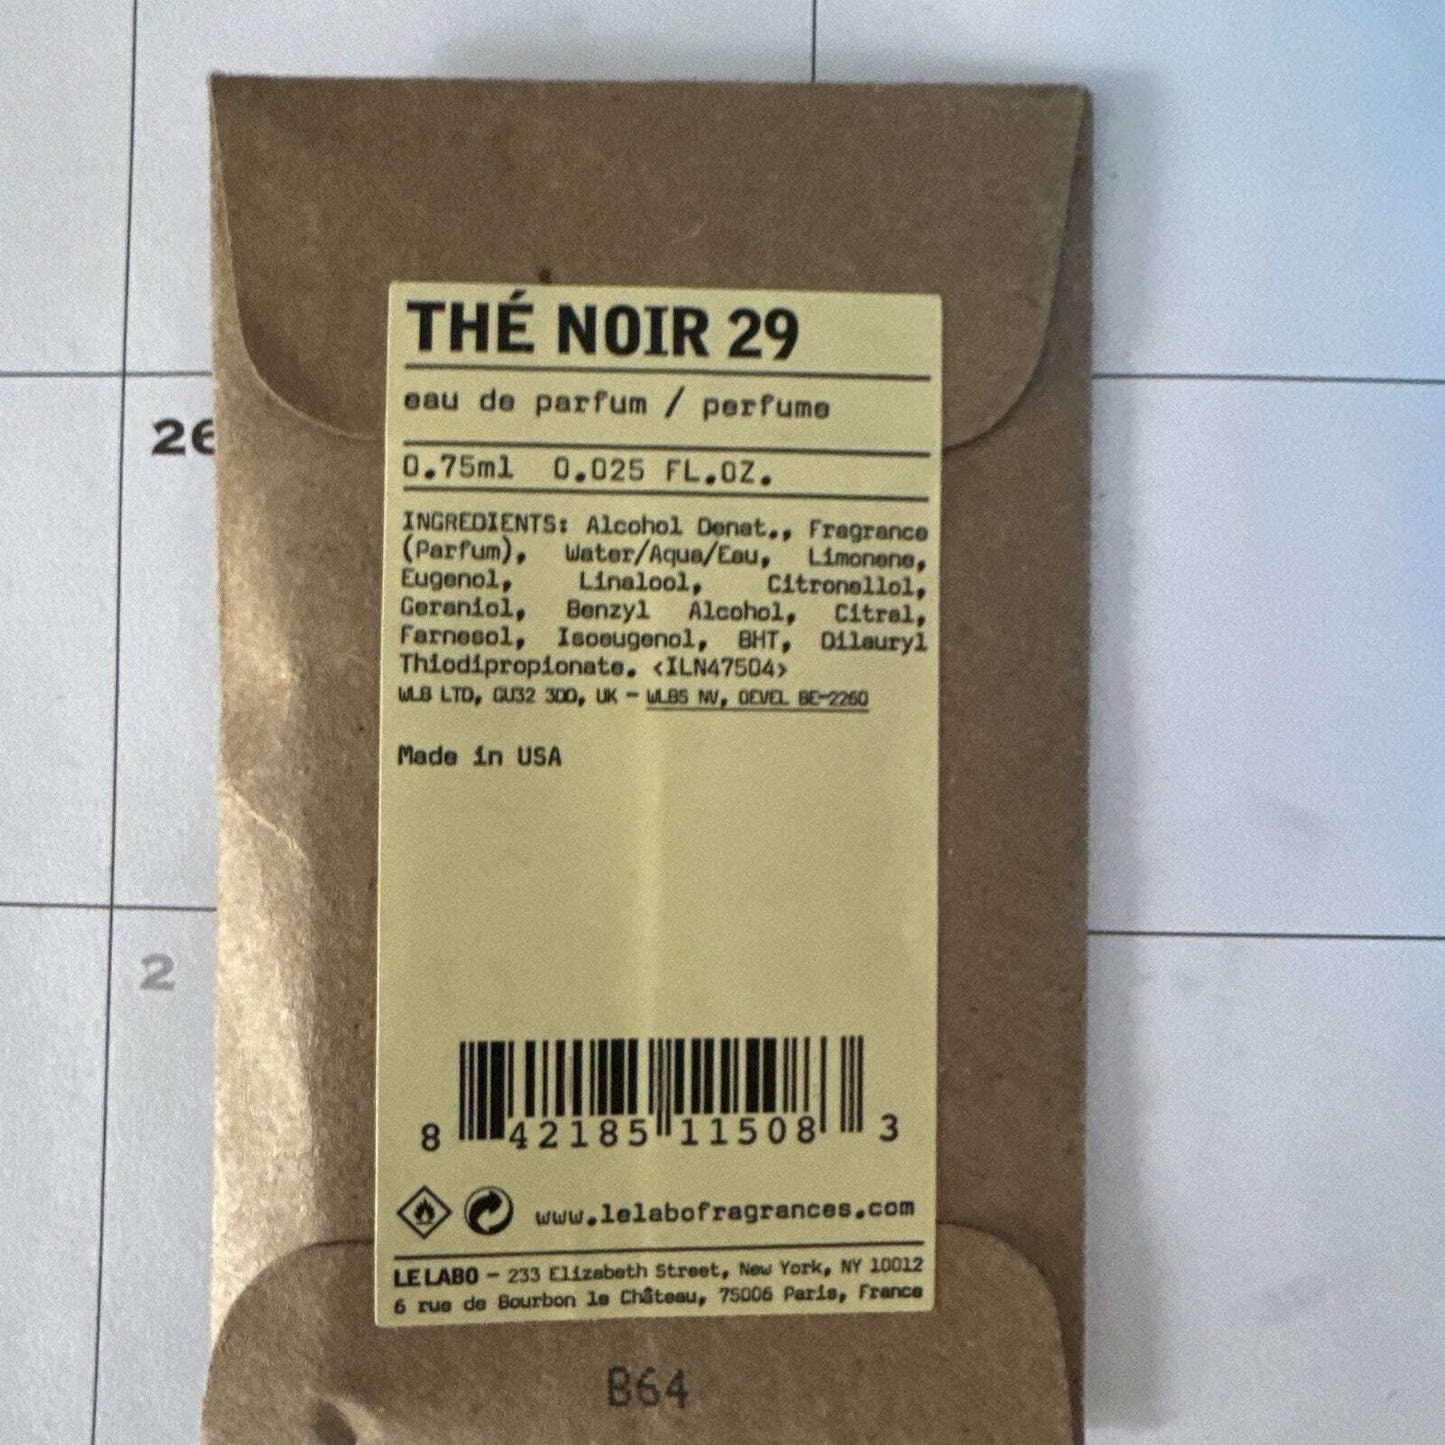 THÉ NOIR 29
eau de parfum / perfume
0.75ml 0.025 FL.OZ.
26
INGREDIENTS: Alcohol Denat., Fragrance
(Parfum), Water/Aqua/Eau, Limonene,
Eugenol, Linalool, Citronellol,
Geraniol, Benzyl Alcohol, Citral,
Farnesol, Isoeugenol, BHT, Dilauryl
Thiodipropionate. <ILN47504>
WLB LTD, GU32 3DD, UK – WLBS NV, OEVEL BE-2260
Made in USA
2
8 42185 11508 3
www.lelabofragrances.com
LE LABO – 233 Elizabeth Street, New York, NY 10012
6 rue de Bourbon le Château, 75006 Paris, France
B64